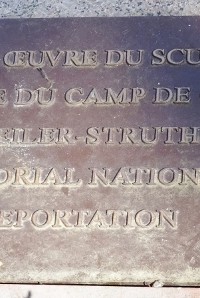 ŒUVRE DU SCU
E DU CAMP DE
EILER-STRUTH
ORIAL NATION
EPORTATION